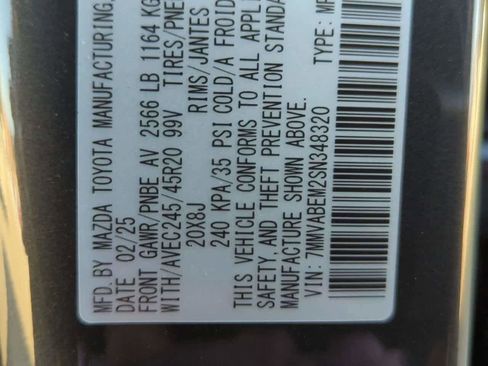 MFD. BY MAZDA TOYOTA MANUFACTURING,
DATE 02/25
FRONT GAWR/PNBE AV 2566 LB 1164 KG
WITH/AVEC245/45R20 99V TIRES/PNE
20X8J RIMS/JANTES
240 KPA/35 PSI COLD/A FROID
THIS VEHICLE CONFORMS TO ALL APPLI
SAFETY, AND THEFT PREVENTION STANDA
MANUFACTURE SHOWN ABOVE.
VIN: 7MMVABEM2SN348320 TYPE: MP